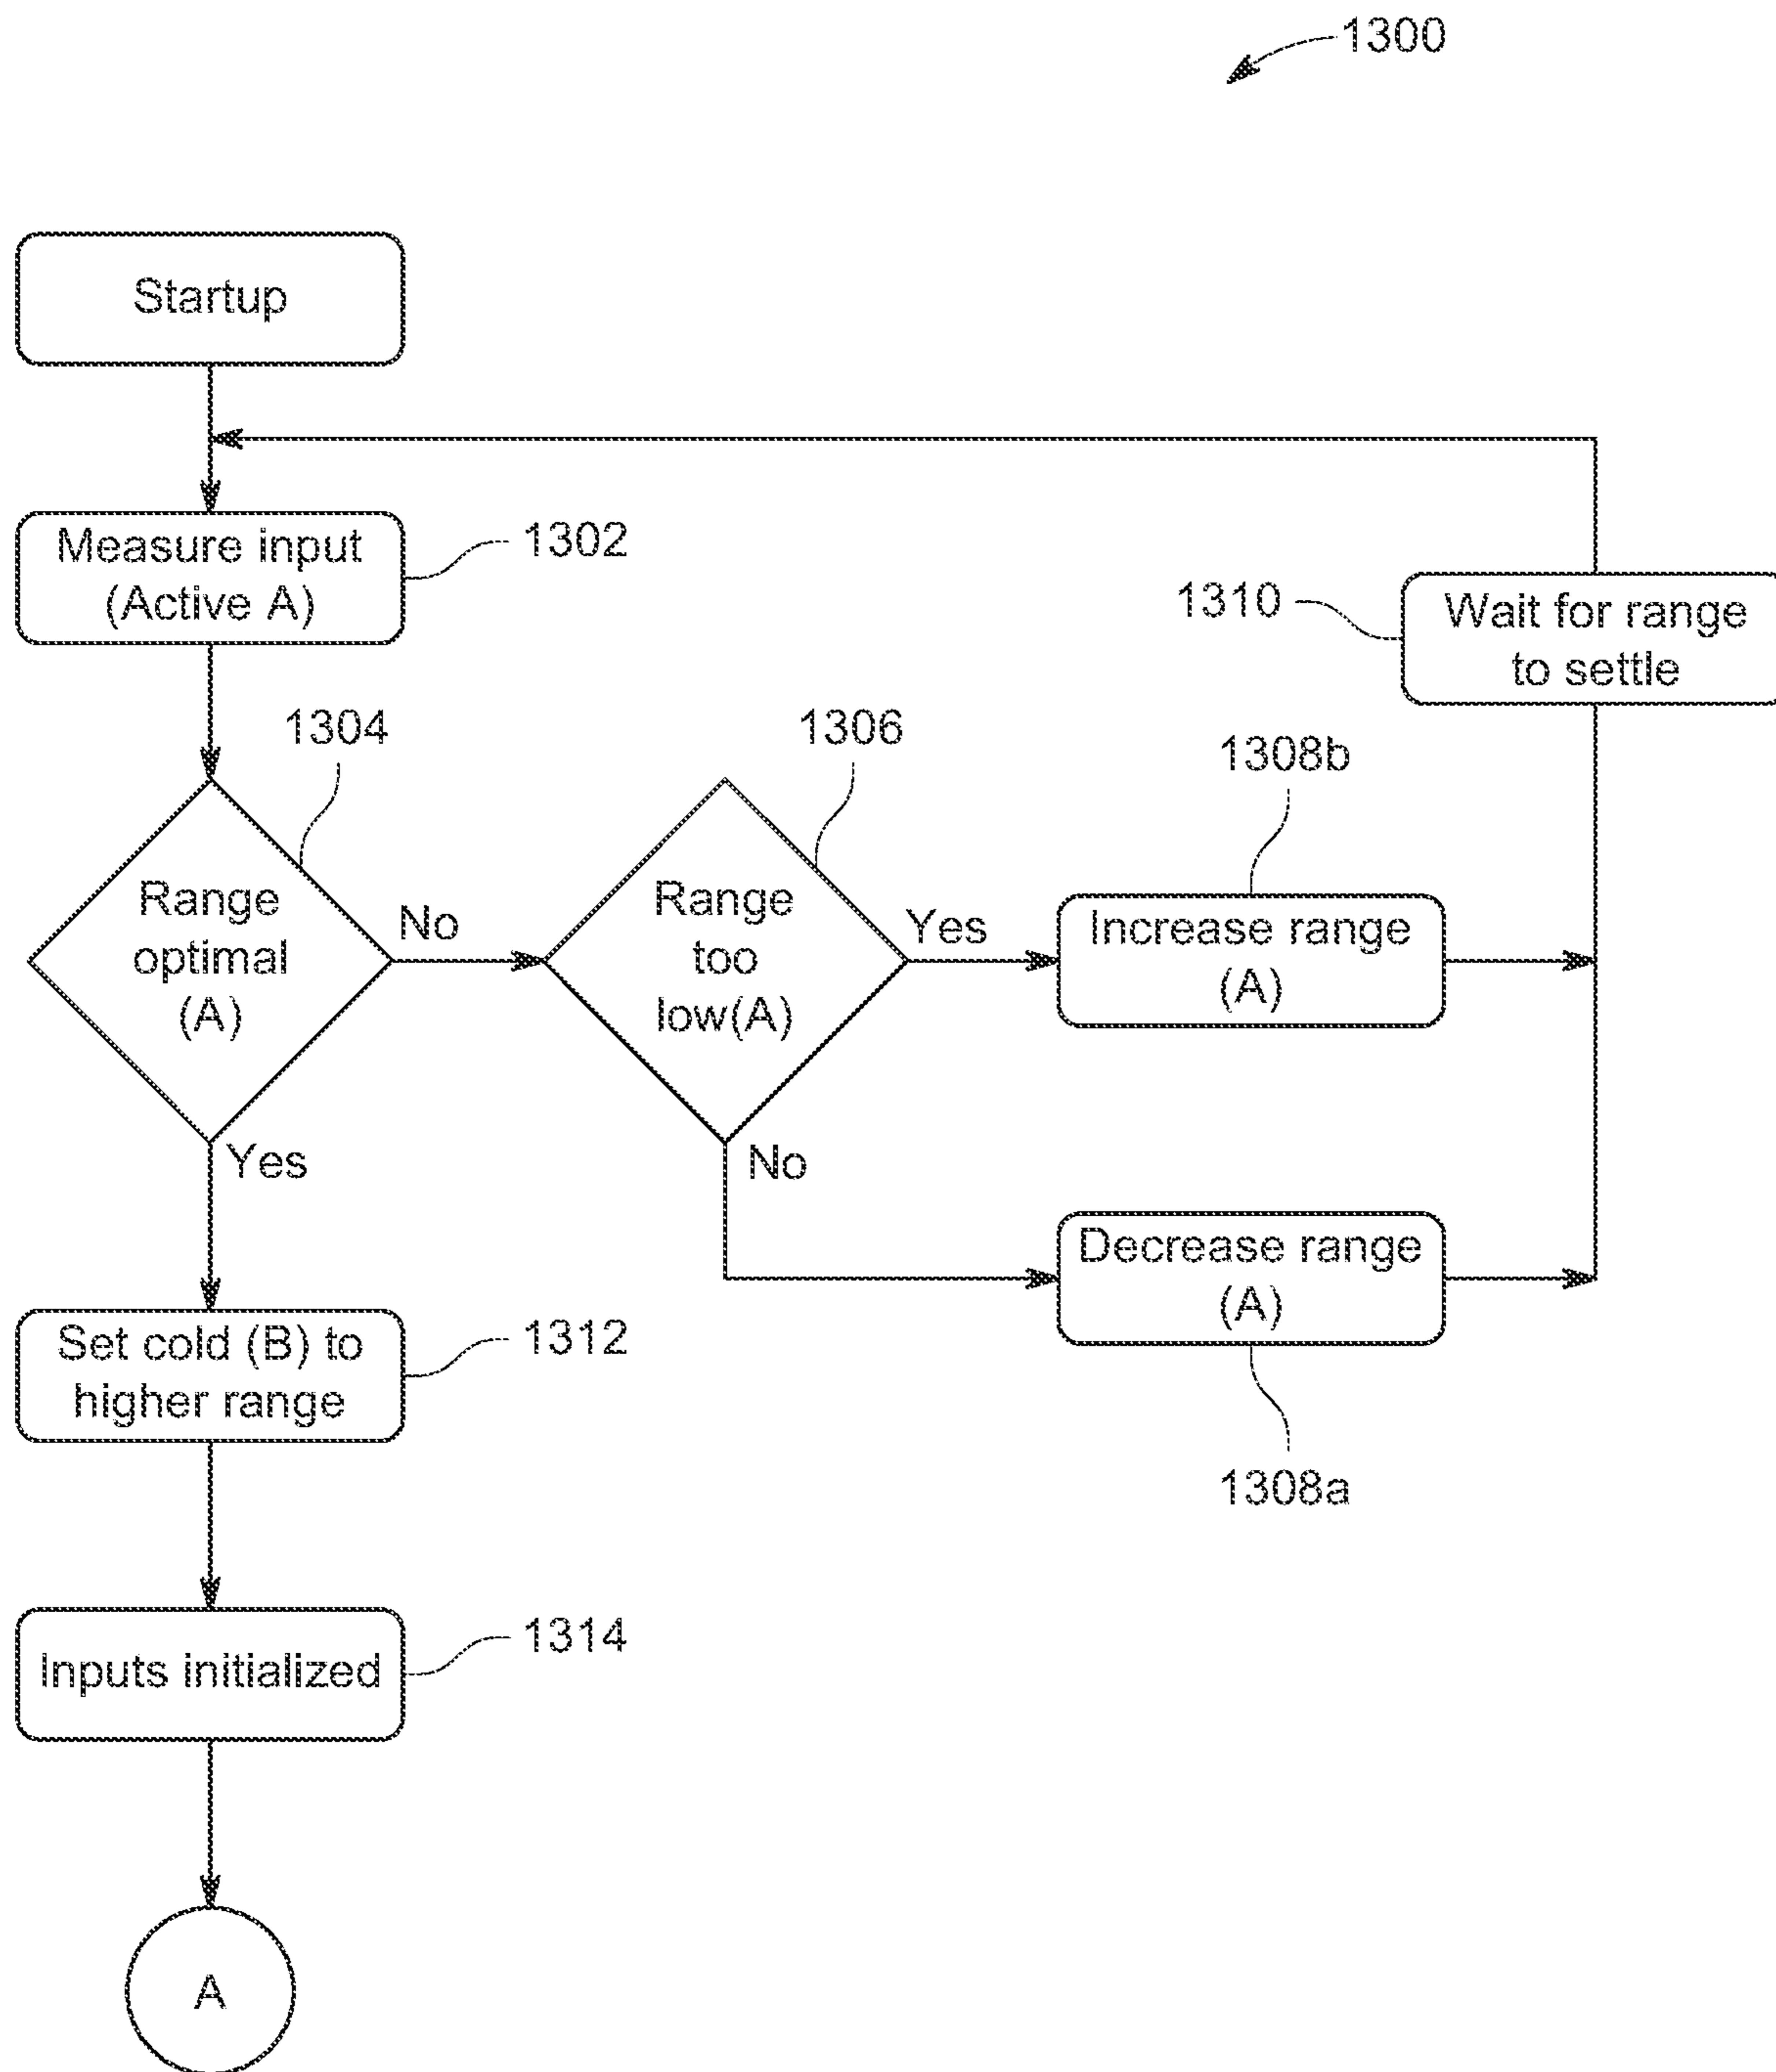 1300
Startup
Measure input
(Active A)
1302
1310
Wait for range
to settle
1304
1306
1308b
Range
optimal
(A)
No
Range
too
low(A)
Yes
Increase range
(A)
Yes
No
Decrease range
(A)
1308a
Set cold (B) to
higher range
1312
Inputs initialized
1314
A